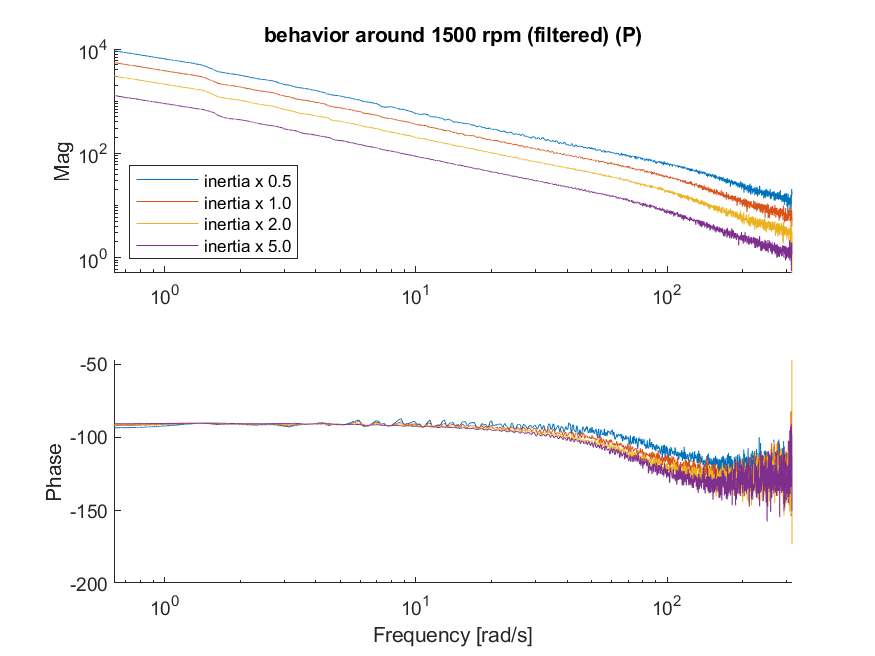 behavior around 1500 rpm (filtered) (P)
10^4
10^2
10^0
Mag
inertia x 0.5
inertia x 1.0
inertia x 2.0
inertia x 5.0
10^0 10^1 10^2
-50
-100
-150
-200
Phase
10^0 10^1 10^2
Frequency [rad/s]